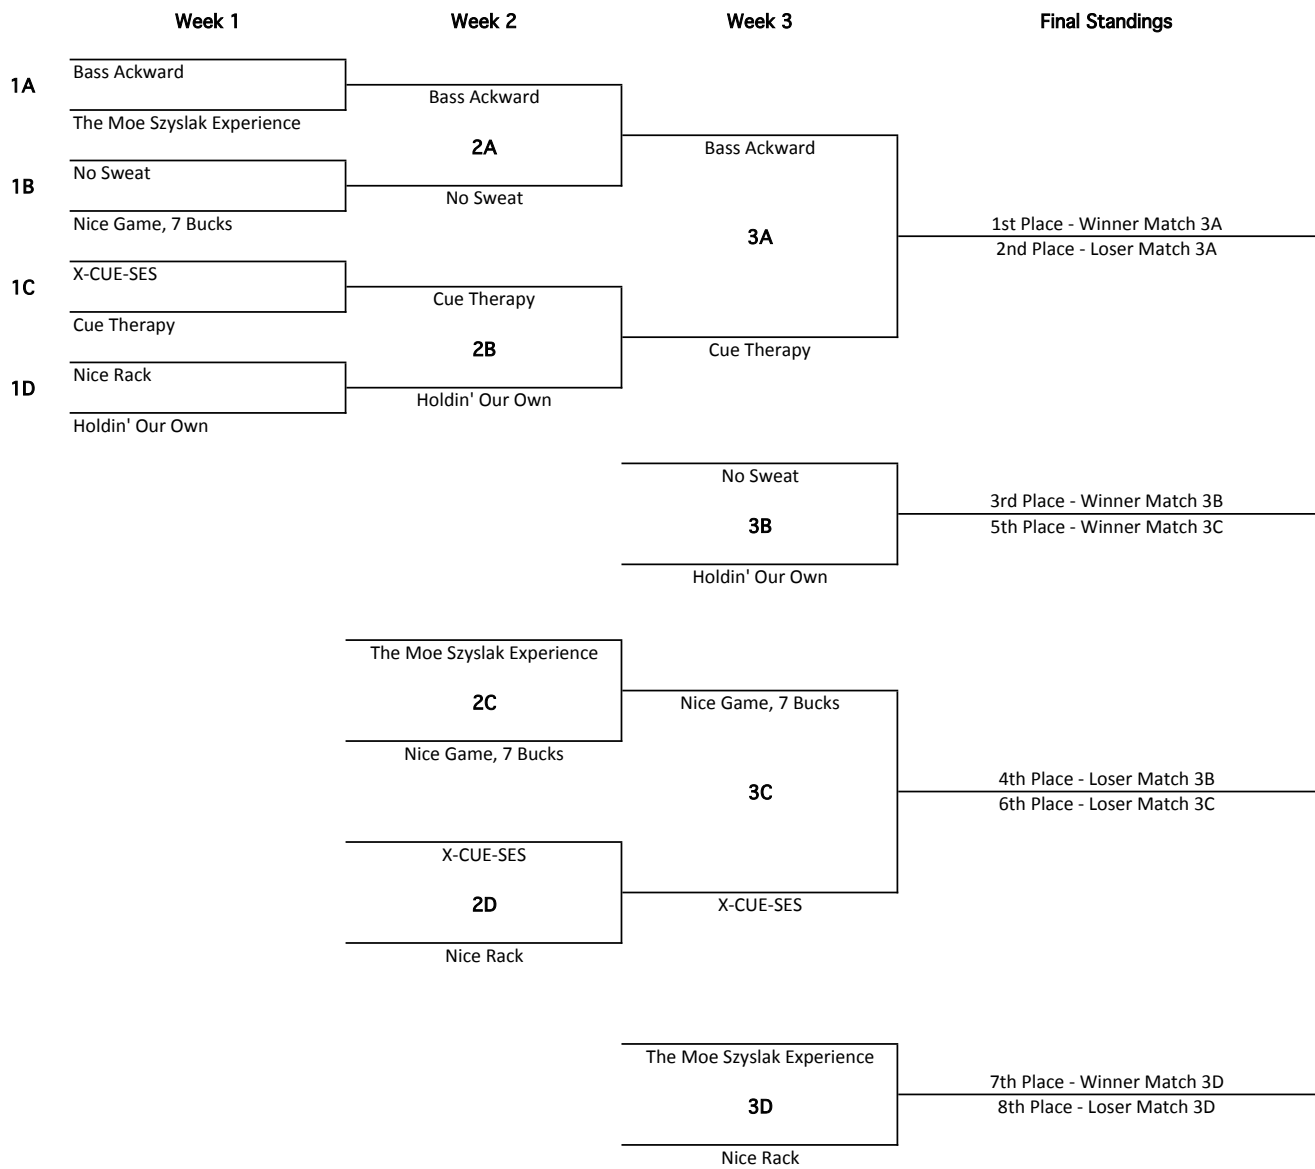 Week 1 Week 2 Week 3 Final Standings
Bass Ackward
1A
Bass Ackward
The Moe Szyslak Experience
2A
Bass Ackward
No Sweat
1B
No Sweat
Nice Game, 7 Bucks
1st Place - Winner Match 3A
3A
2nd Place - Loser Match 3A
X-CUE-SES
1C
Cue Therapy
Cue Therapy
2B
Cue Therapy
Nice Rack
1D
Holdin' Our Own
Holdin' Our Own
No Sweat
3rd Place - Winner Match 3B
3B
5th Place - Winner Match 3C
Holdin' Our Own
The Moe Szyslak Experience
2C
Nice Game, 7 Bucks
Nice Game, 7 Bucks
4th Place - Loser Match 3B
3C
6th Place - Loser Match 3C
X-CUE-SES
2D
X-CUE-SES
Nice Rack
The Moe Szyslak Experience
7th Place - Winner Match 3D
3D
8th Place - Loser Match 3D
Nice Rack